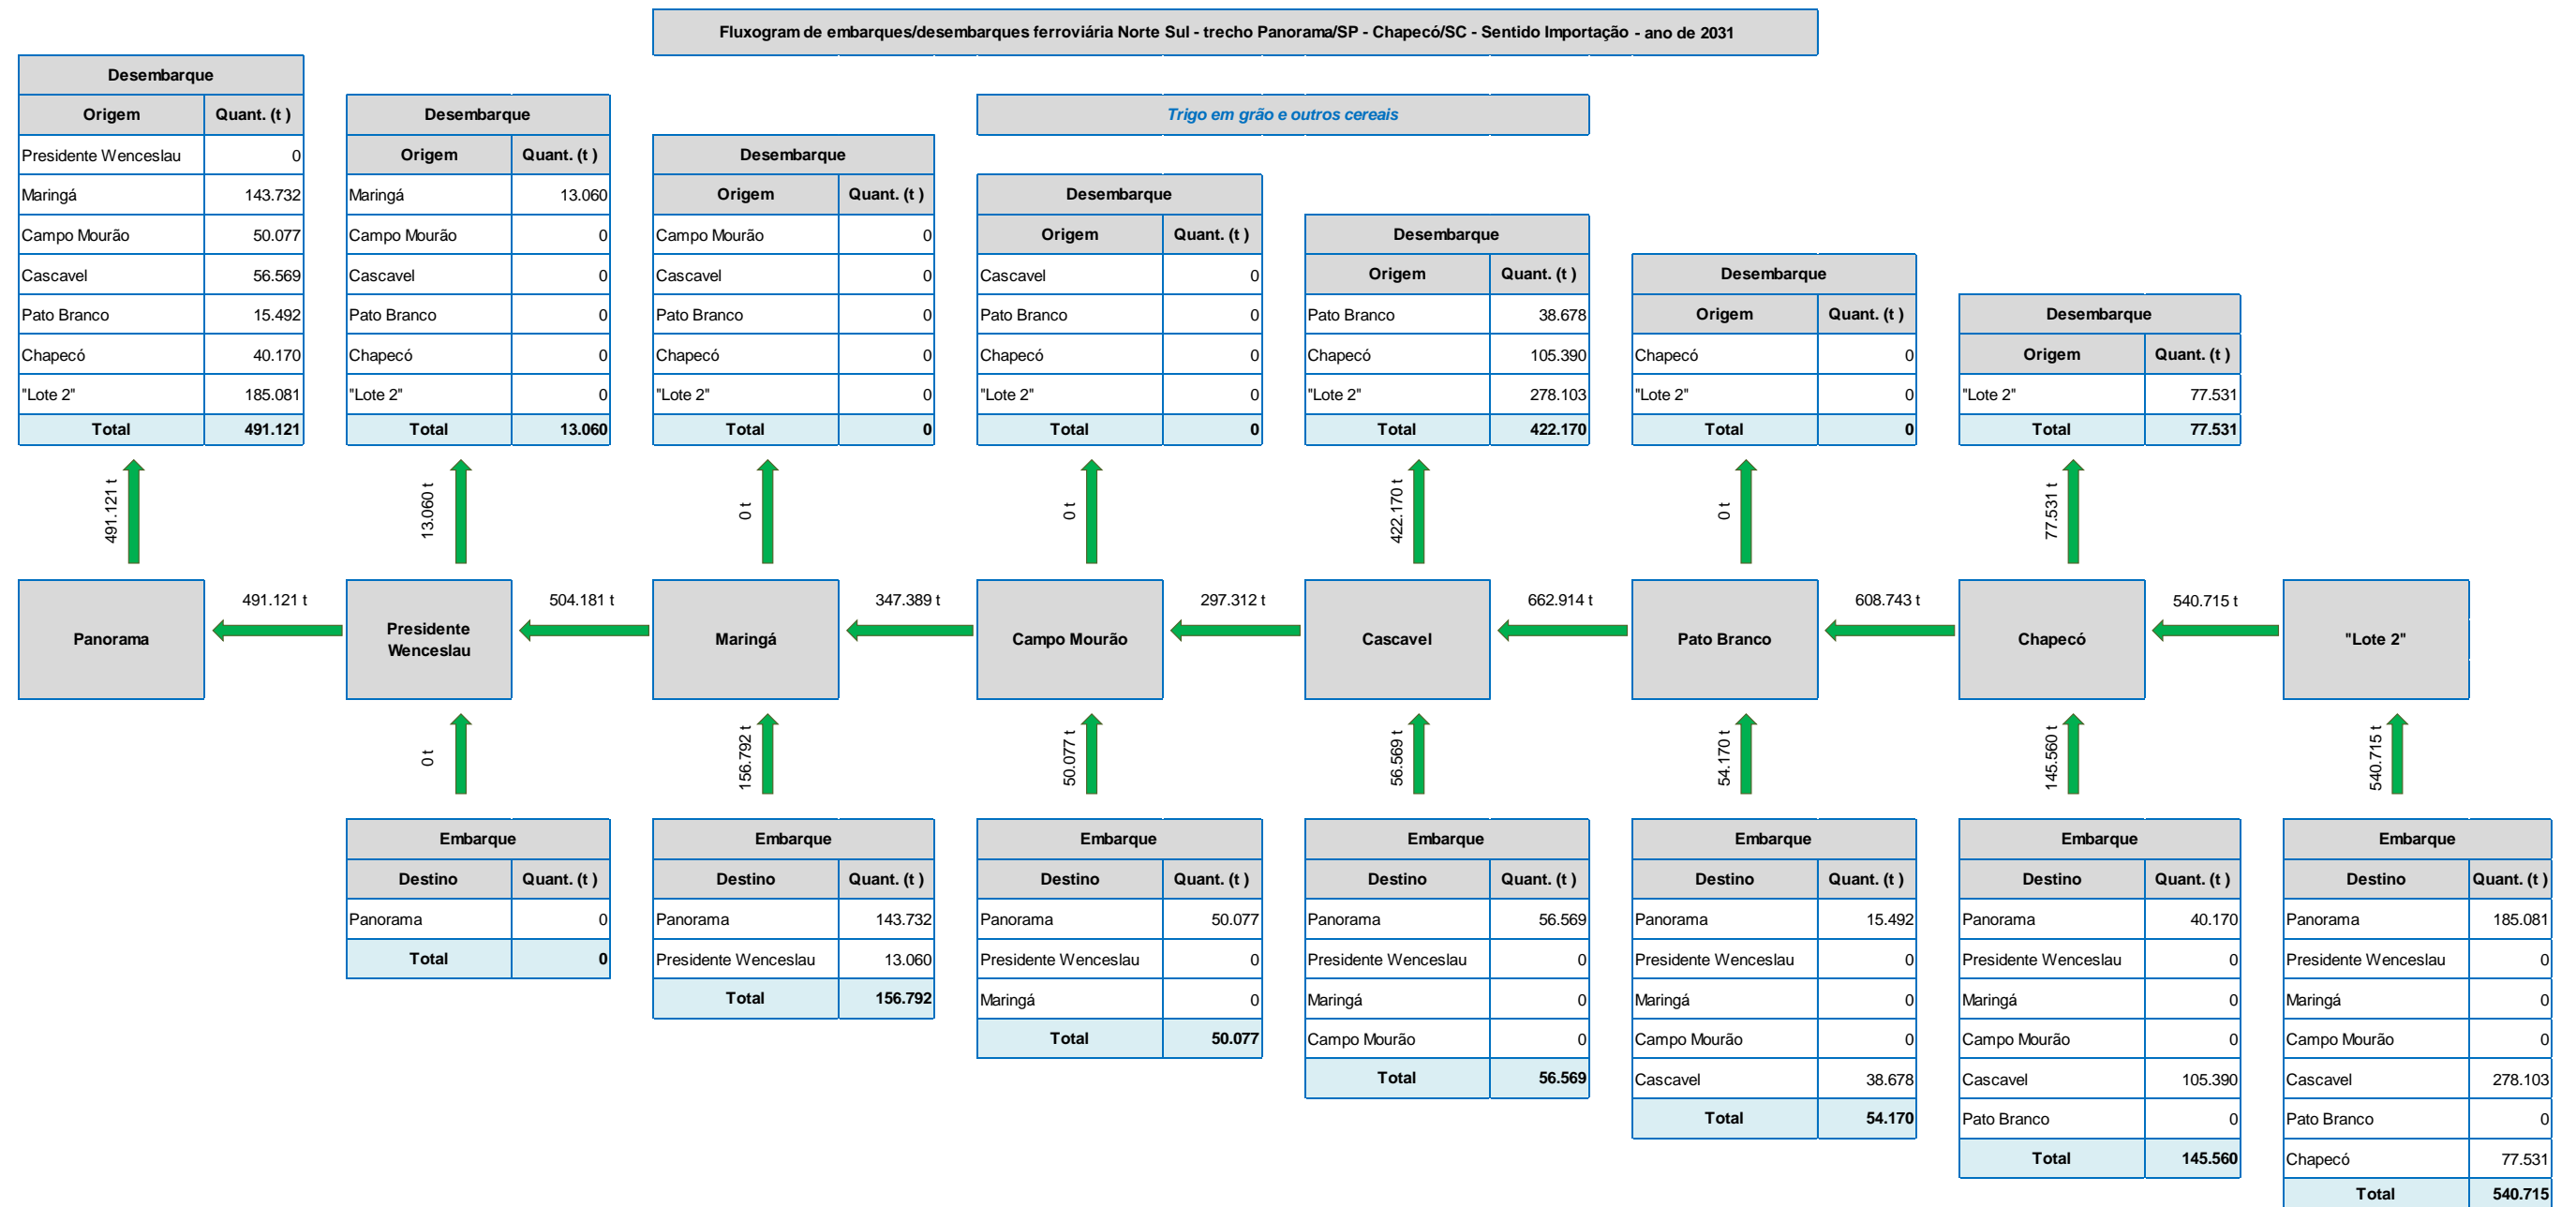 Fluxogram de embarques/desembarques ferroviária Norte Sul - trecho Panorama/SP - Chapecó/SC - Sentido Importação - ano de 2031
Trigo em grão e outros cereais
Desembarque
Origem Quant. (t )
Presidente Wenceslau 0
Maringá 143.732
Campo Mourão 50.077
Cascavel 56.569
Pato Branco 15.492
Chapecó 40.170
"Lote 2" 185.081
Total 491.121
Desembarque
Origem Quant. (t )
Maringá 13.060
Campo Mourão 0
Cascavel 0
Pato Branco 0
Chapecó 0
"Lote 2" 0
Total 13.060
Desembarque
Origem Quant. (t )
Campo Mourão 0
Cascavel 0
Pato Branco 0
Chapecó 0
"Lote 2" 0
Total 0
Desembarque
Origem Quant. (t )
Cascavel 0
Pato Branco 0
Chapecó 0
"Lote 2" 0
Total 0
Desembarque
Origem Quant. (t )
Pato Branco 38.678
Chapecó 105.390
"Lote 2" 278.103
Total 422.170
Desembarque
Origem Quant. (t )
Chapecó 0
"Lote 2" 0
Total 0
Desembarque
Origem Quant. (t )
"Lote 2" 77.531
Total 77.531
491.121 t
13.060 t
0 t
0 t
422.170 t
0 t
77.531 t
Panorama
491.121 t
Presidente
Wenceslau
504.181 t
Maringá
347.389 t
Campo Mourão
297.312 t
Cascavel
662.914 t
Pato Branco
608.743 t
Chapecó
540.715 t
"Lote 2"
0 t
156.792 t
50.077 t
56.569 t
54.170 t
145.560 t
540.715 t
Embarque
Destino Quant. (t )
Panorama 0
Total 0
Embarque
Destino Quant. (t )
Panorama 143.732
Presidente Wenceslau 13.060
Total 156.792
Embarque
Destino Quant. (t )
Panorama 50.077
Presidente Wenceslau 0
Maringá 0
Total 50.077
Embarque
Destino Quant. (t )
Panorama 56.569
Presidente Wenceslau 0
Maringá 0
Campo Mourão 0
Total 56.569
Embarque
Destino Quant. (t )
Panorama 15.492
Presidente Wenceslau 0
Maringá 0
Campo Mourão 0
Cascavel 38.678
Total 54.170
Embarque
Destino Quant. (t )
Panorama 40.170
Presidente Wenceslau 0
Maringá 0
Campo Mourão 0
Cascavel 105.390
Pato Branco 0
Total 145.560
Embarque
Destino Quant. (t )
Panorama 185.081
Presidente Wenceslau 0
Maringá 0
Campo Mourão 0
Cascavel 278.103
Pato Branco 0
Chapecó 77.531
Total 540.715